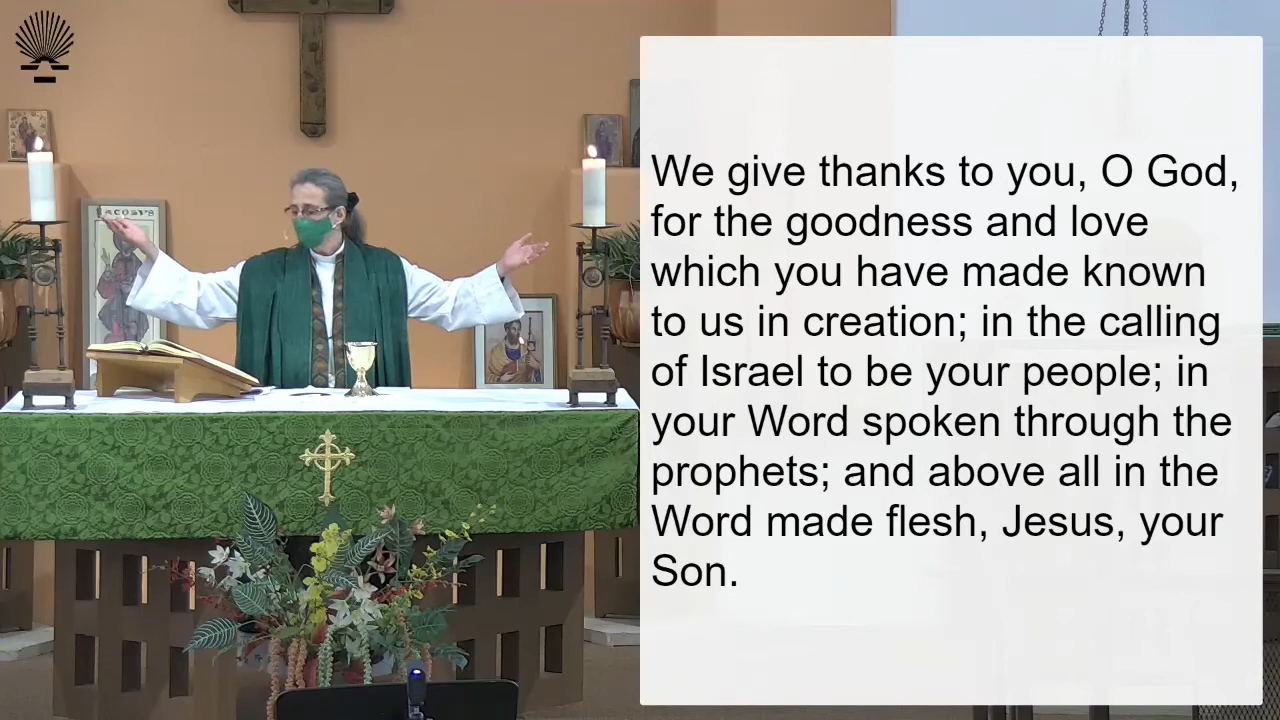 JACOBVS
We give thanks to you, O God,
for the goodness and love
which you have made known
to us in creation; in the calling
of Israel to be your people; in
your Word spoken through the
prophets; and above all in the
Word made flesh, Jesus, your
Son.